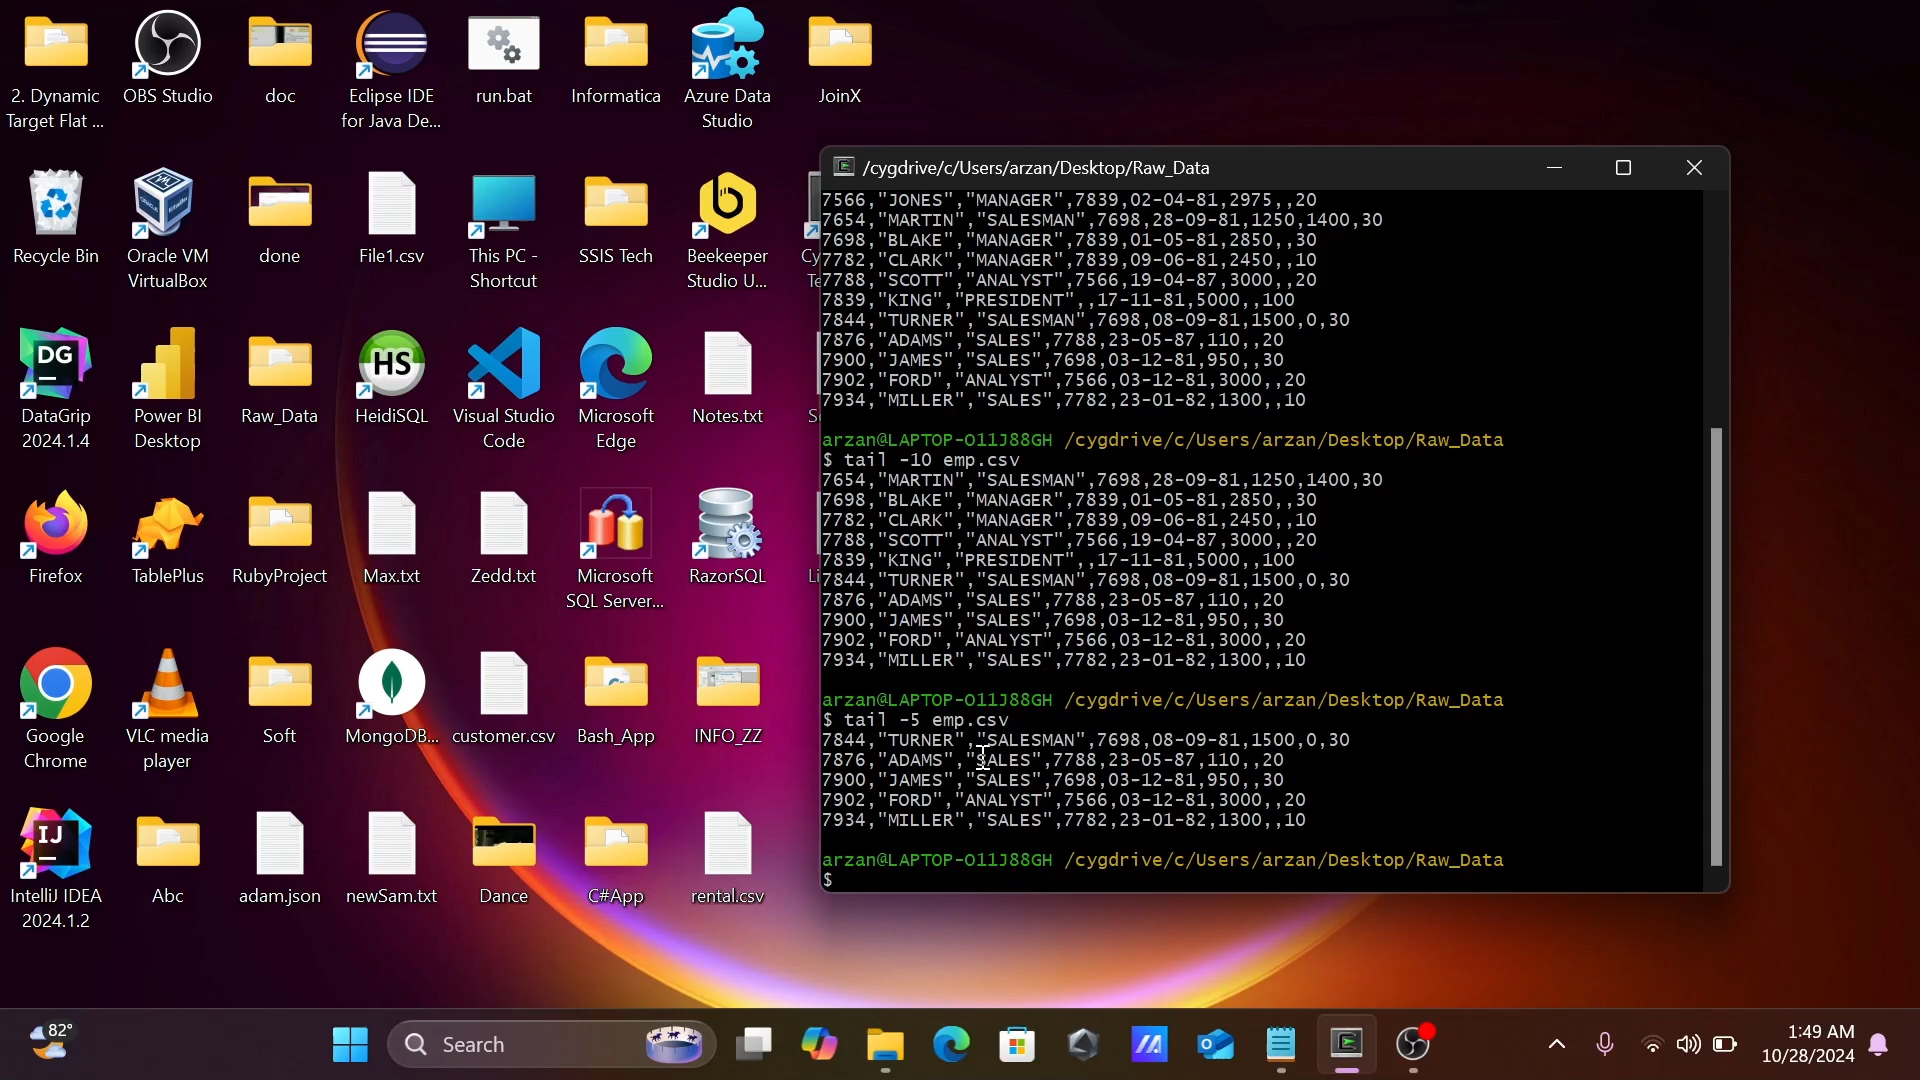 2. Dynamic
Target Flat ...
OBS Studio
doc
Eclipse IDE
for Java De...
run.bat
Informatica
Azure Data
Studio
JoinX
Recycle Bin
Oracle VM
VirtualBox
done
File1.csv
This PC -
Shortcut
SSIS Tech
Beekeeper
Studio U...
Cy
Te
DG
DataGrip
2024.1.4
Power BI
Desktop
Raw_Data
HS
HeidiSQL
Visual Studio
Code
Microsoft
Edge
Notes.txt
Firefox
TablePlus
RubyProject
Max.txt
Zedd.txt
Microsoft
SQL Server...
RazorSQL
Li
Google
Chrome
VLC media
player
Soft
MongoDB...
customer.csv
Bash_App
INFO_ZZ
IJ
IntelliJ IDEA
2024.1.2
Abc
adam.json
newSam.txt
Dance
C#App
rental.csv
/cygdrive/c/Users/arzan/Desktop/Raw_Data
7566,"JONES","MANAGER",7839,02-04-81,2975,,20
7654,"MARTIN","SALESMAN",7698,28-09-81,1250,1400,30
7698,"BLAKE","MANAGER",7839,01-05-81,2850,,30
7782,"CLARK","MANAGER",7839,09-06-81,2450,,10
7788,"SCOTT","ANALYST",7566,19-04-87,3000,,20
7839,"KING","PRESIDENT",,17-11-81,5000,,100
7844,"TURNER","SALESMAN",7698,08-09-81,1500,0,30
7876,"ADAMS","SALES",7788,23-05-87,110,,20
7900,"JAMES","SALES",7698,03-12-81,950,,30
7902,"FORD","ANALYST",7566,03-12-81,3000,,20
7934,"MILLER","SALES",7782,23-01-82,1300,,10
arzan@LAPTOP-O11J88GH /cygdrive/c/Users/arzan/Desktop/Raw_Data
$ tail -10 emp.csv
7654,"MARTIN","SALESMAN",7698,28-09-81,1250,1400,30
7698,"BLAKE","MANAGER",7839,01-05-81,2850,,30
7782,"CLARK","MANAGER",7839,09-06-81,2450,,10
7788,"SCOTT","ANALYST",7566,19-04-87,3000,,20
7839,"KING","PRESIDENT",,17-11-81,5000,,100
7844,"TURNER","SALESMAN",7698,08-09-81,1500,0,30
7876,"ADAMS","SALES",7788,23-05-87,110,,20
7900,"JAMES","SALES",7698,03-12-81,950,,30
7902,"FORD","ANALYST",7566,03-12-81,3000,,20
7934,"MILLER","SALES",7782,23-01-82,1300,,10
arzan@LAPTOP-O11J88GH /cygdrive/c/Users/arzan/Desktop/Raw_Data
$ tail -5 emp.csv
7844,"TURNER","SALESMAN",7698,08-09-81,1500,0,30
7876,"ADAMS","SALES",7788,23-05-87,110,,20
7900,"JAMES","SALES",7698,03-12-81,950,,30
7902,"FORD","ANALYST",7566,03-12-81,3000,,20
7934,"MILLER","SALES",7782,23-01-82,1300,,10
arzan@LAPTOP-O11J88GH /cygdrive/c/Users/arzan/Desktop/Raw_Data
$
82°
Search
1:49 AM
10/28/2024